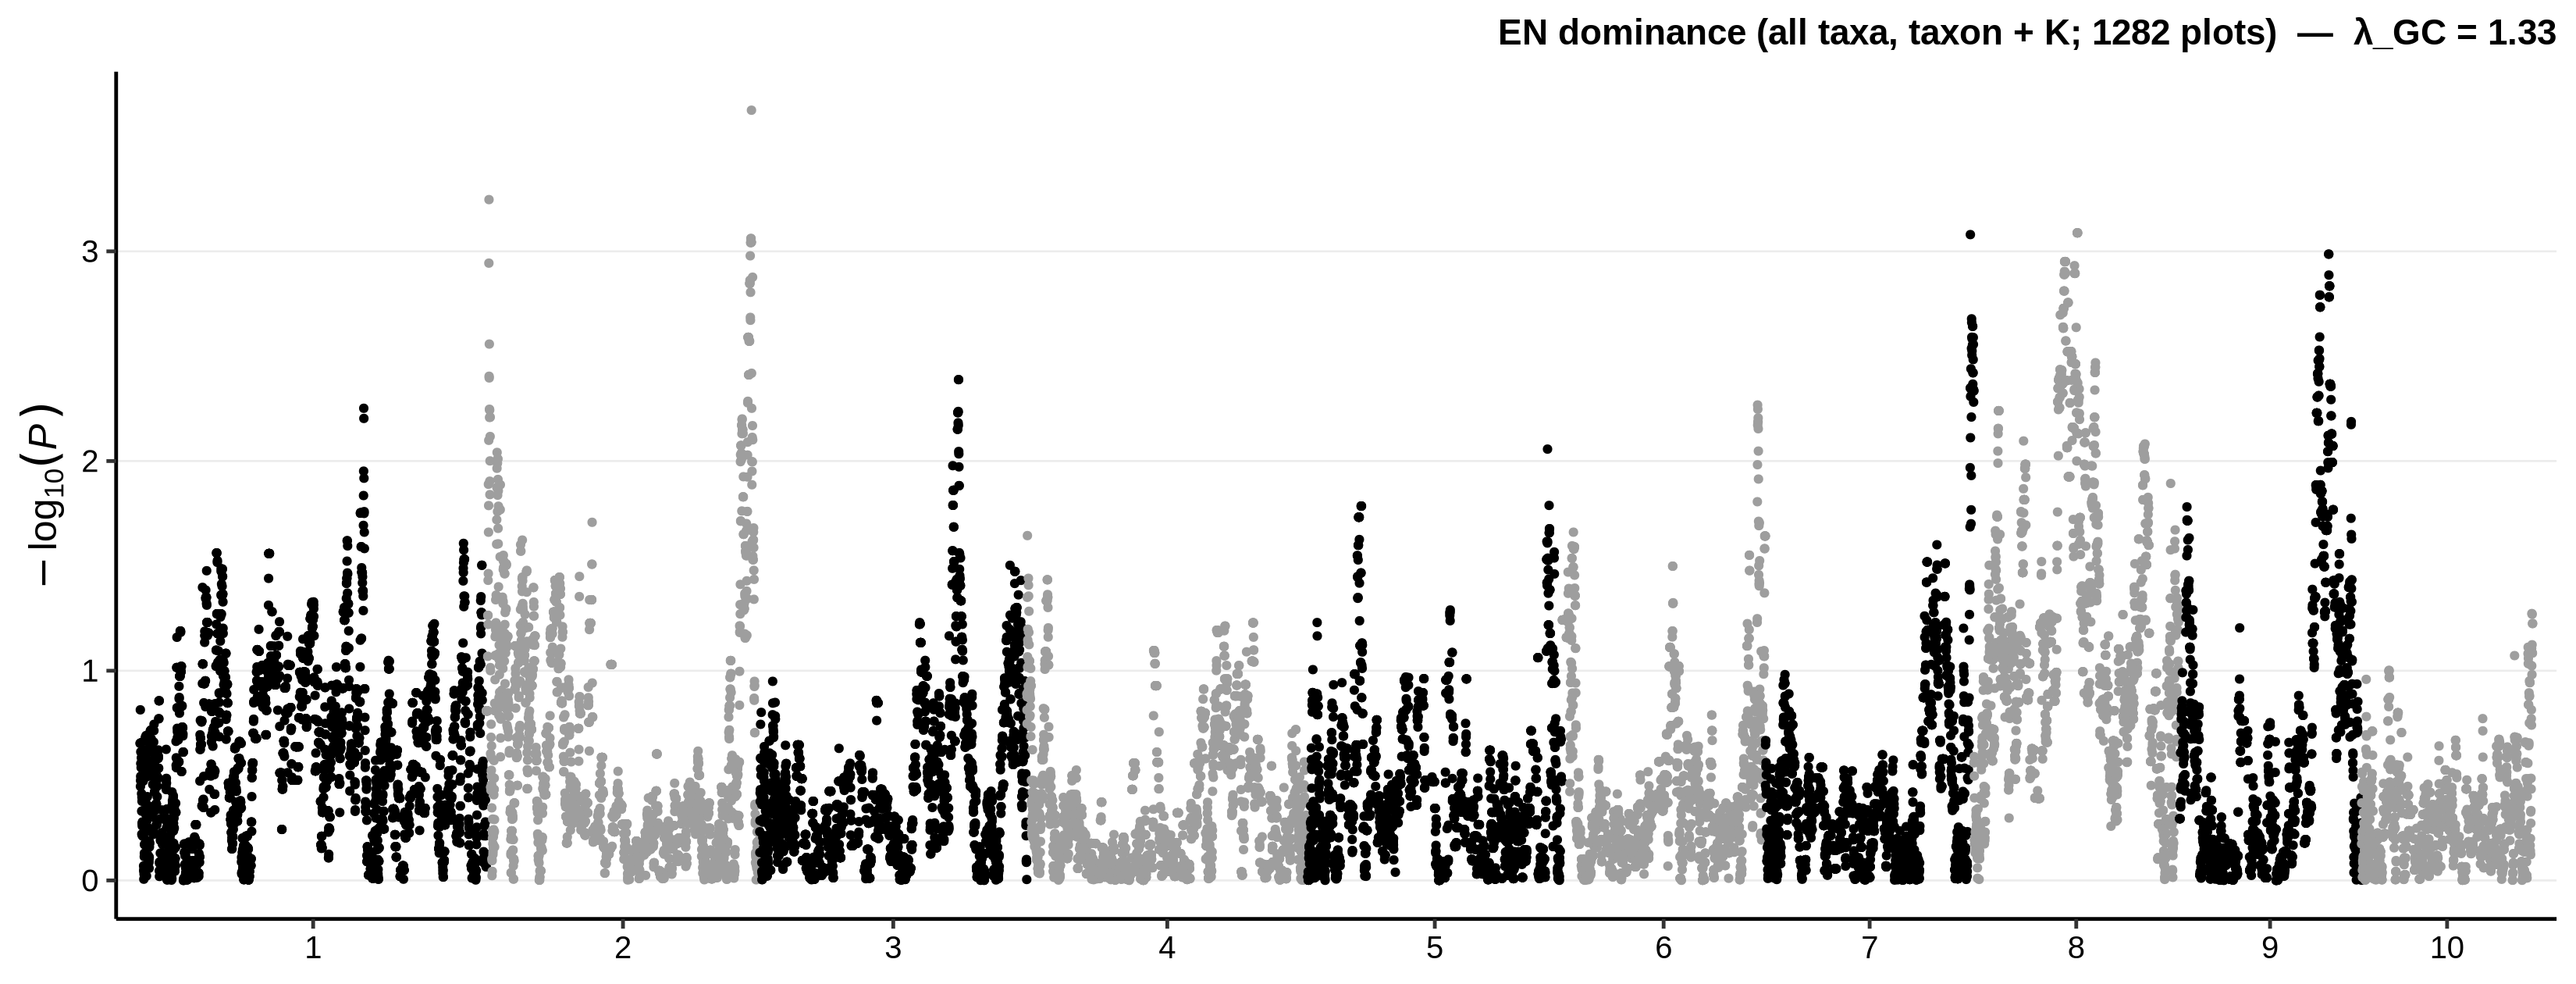 EN dominance (all taxa, taxon + K; 1282 plots) — λ_GC = 1.33
− log₁₀(P)
3
2
1
0
1 2 3 4 5 6 7 8 9 10